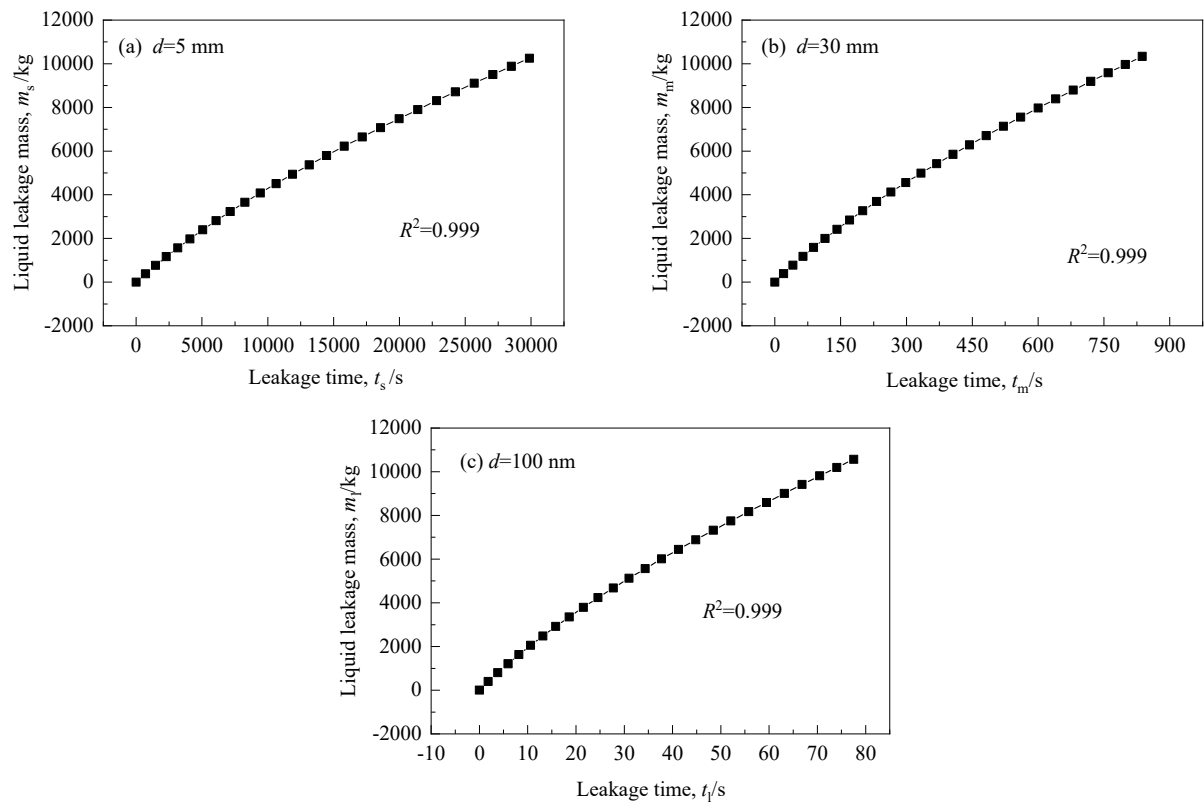 (a) d=5 mm
Liquid leakage mass, mₛ/kg
12000
10000
8000
6000
4000
2000
0
-2000
R²=0.999
0 5000 10000 15000 20000 25000 30000
Leakage time, tₛ/s
(b) d=30 mm
Liquid leakage mass, mₘ/kg
12000
10000
8000
6000
4000
2000
0
-2000
R²=0.999
0 150 300 450 600 750 900
Leakage time, tₘ/s
(c) d=100 nm
Liquid leakage mass, mₗ/kg
12000
10000
8000
6000
4000
2000
0
-2000
R²=0.999
-10 0 10 20 30 40 50 60 70 80
Leakage time, tₗ/s